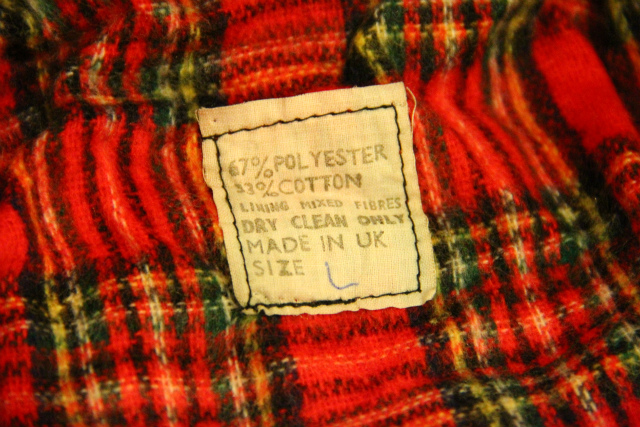 67% POLYESTER
33% COTTON
LINING MIXED FIBRES
DRY CLEAN ONLY
MADE IN UK
SIZE L